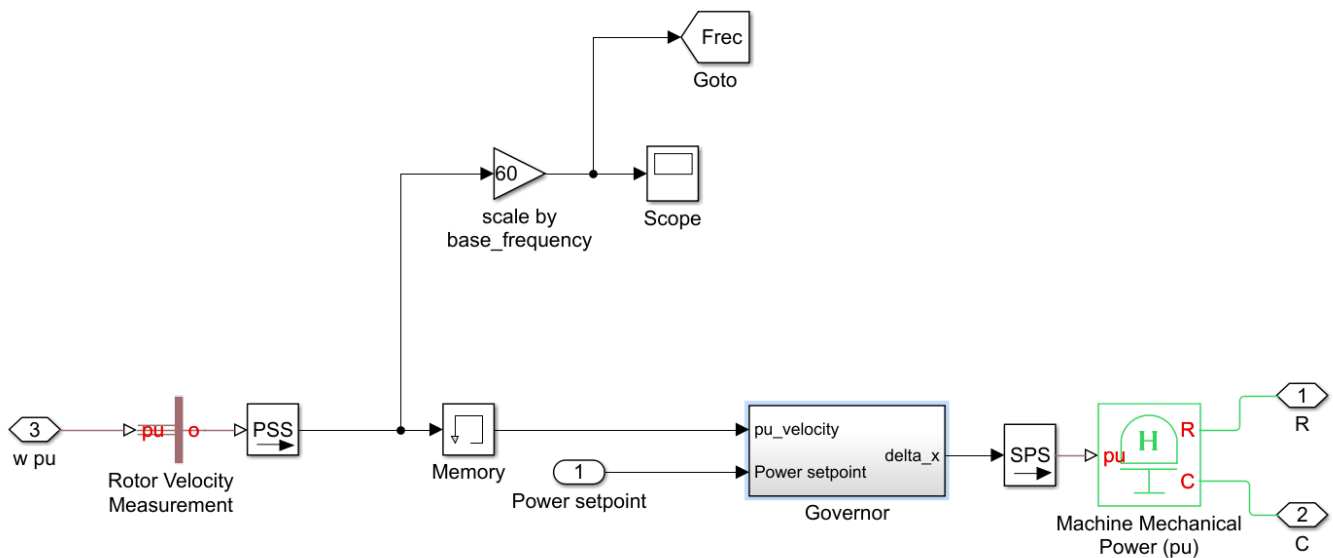 Frec
Goto
60
scale by
base_frequency
Scope
3
w pu
pu
o
Rotor Velocity
Measurement
PSS
Memory
1
Power setpoint
pu_velocity
Power setpoint
delta_x
Governor
SPS
pu
H
R
C
Machine Mechanical
Power (pu)
1
R
2
C